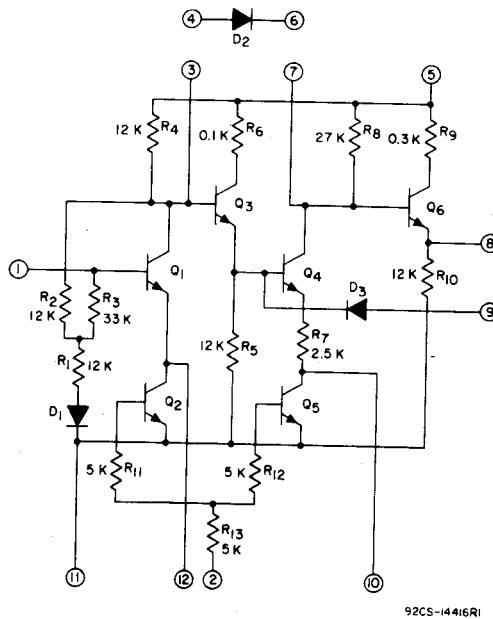 4 6
D2
3 7 5
12 K R4
0.1 K R6
27 K R8
0.3 K R9
Q3
Q6
1
Q1
Q4
8
D3
12 K R10
R2 12 K
R3 33 K
9
R1 12 K
12 K R5
R7 2.5 K
D1
Q2
Q5
5 K R11
5 K R12
R13 5 K
11 12 2 10
92CS-14416R1